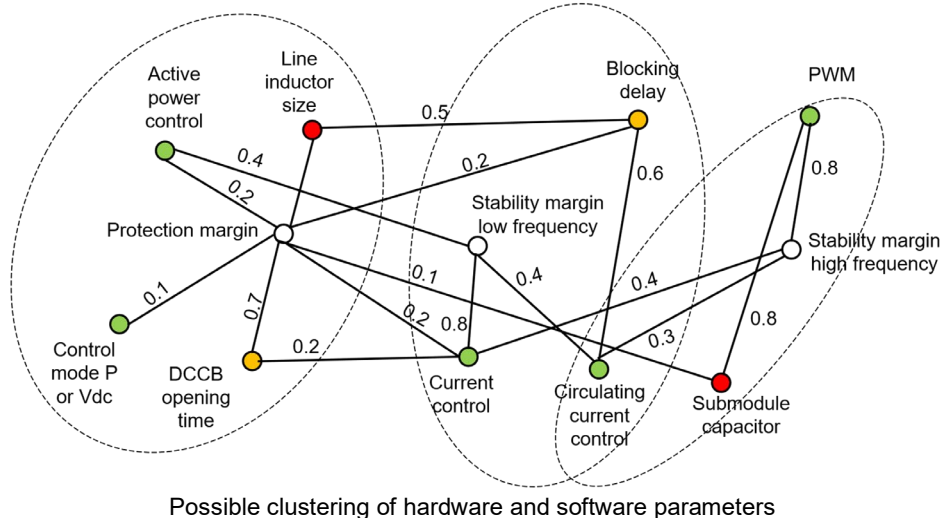 Active
power
control
Line
inductor
size
Blocking
delay
PWM
0.5
0.4
0.2
0.2
0.6
0.8
Protection margin
Stability margin
low frequency
Stability margin
high frequency
0.1
0.4
0.4
0.1
0.7
0.2
0.8
0.3
0.8
0.2
Control
mode P
or Vdc
DCCB
opening
time
Current
control
Circulating
current
control
Submodule
capacitor
Possible clustering of hardware and software parameters